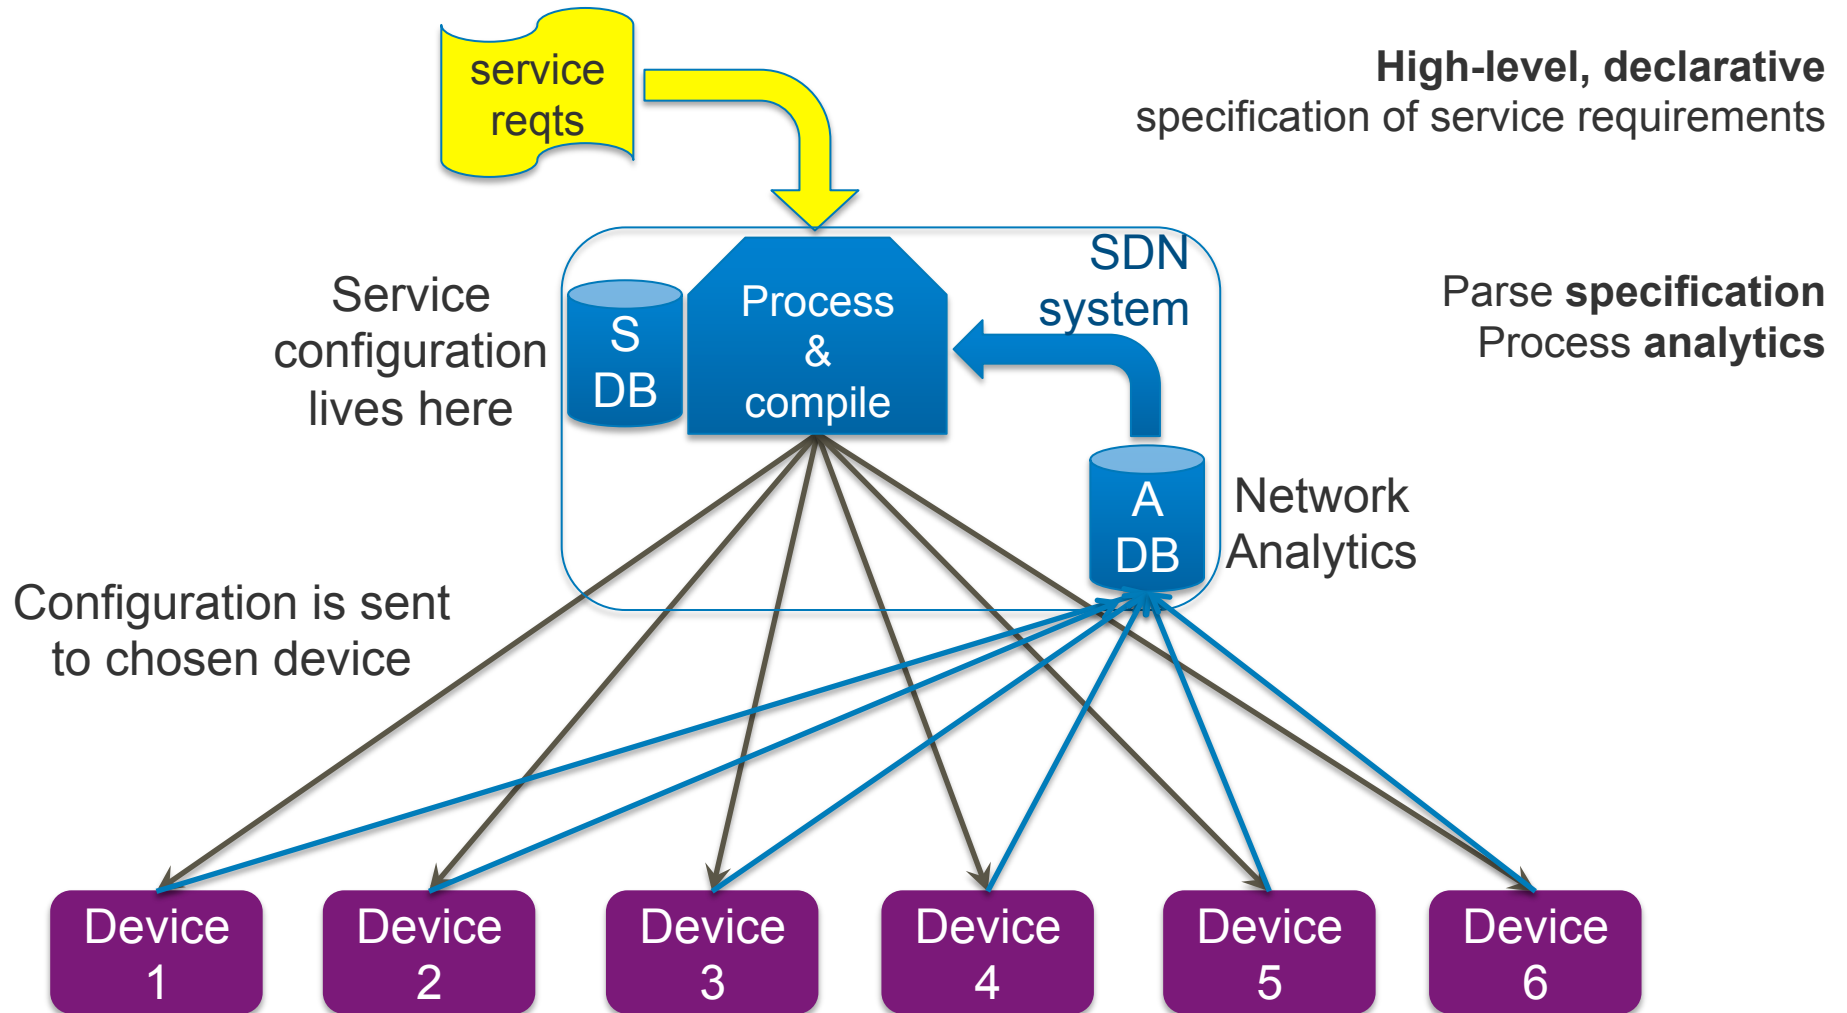 service
reqts
High-level, declarative
specification of service requirements
SDN
system
Service
configuration
lives here
S
DB
Process
&
compile
Parse specification
Process analytics
A
DB
Network
Analytics
Configuration is sent
to chosen device
Device
1
Device
2
Device
3
Device
4
Device
5
Device
6